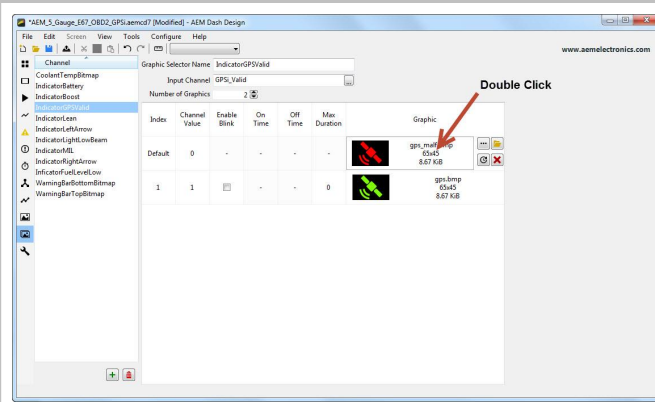 *AEM_5_Gauge_E67_OBD2_GPSi.aemcd7 [Modified] - AEM Dash Design
File Edit Screen View Tools Configure Help
www.aemelectronics.com
Channel
CoolantTempBitmap
IndicatorBattery
IndicatorBoost
IndicatorGPSValid
IndicatorLean
IndicatorLeftArrow
IndicatorLightLowBeam
IndicatorMIL
IndicatorRightArrow
InficatorFuelLevelLow
WarningBarBottomBitmap
WarningBarTopBitmap
Graphic Selector Name IndicatorGPSValid
Input Channel GPSi_Valid ...
Number of Graphics 2
Double Click
Index Channel Value Enable Blink On Time Off Time Max Duration Graphic
Default 0 - - - -
65x45
8.67 KiB
1 1 - - 0 gps.bmp
65x45
8.67 KiB